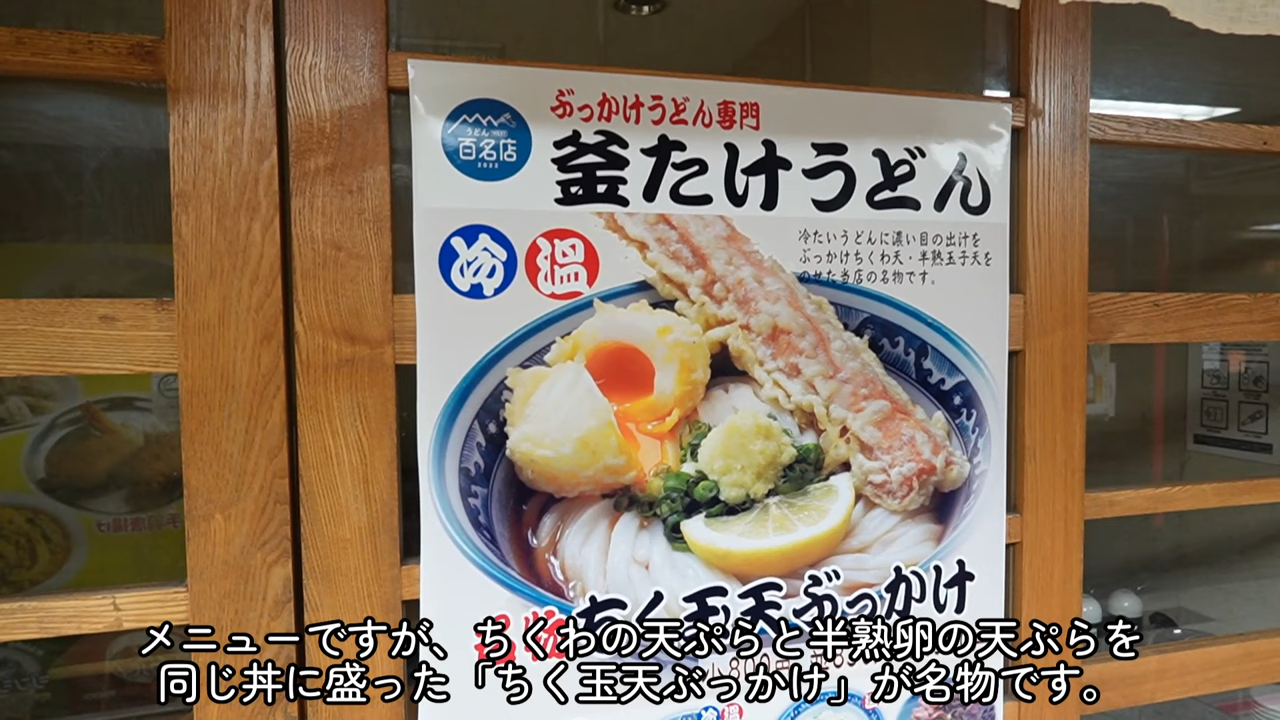 ぶっかけうどん専門
うどん
百名店
2022
釜たけうどん
冷 温
冷たいうどんに濃い目の出汁を
ぶっかけちくわ天・半熟玉子天を
のせた当店の名物です。
ちく玉天ぶっかけ
メニューですが、ちくわの天ぷらと半熟卵の天ぷらを
同じ丼に盛った「ちく玉天ぶっかけ」が名物です。
冷 温